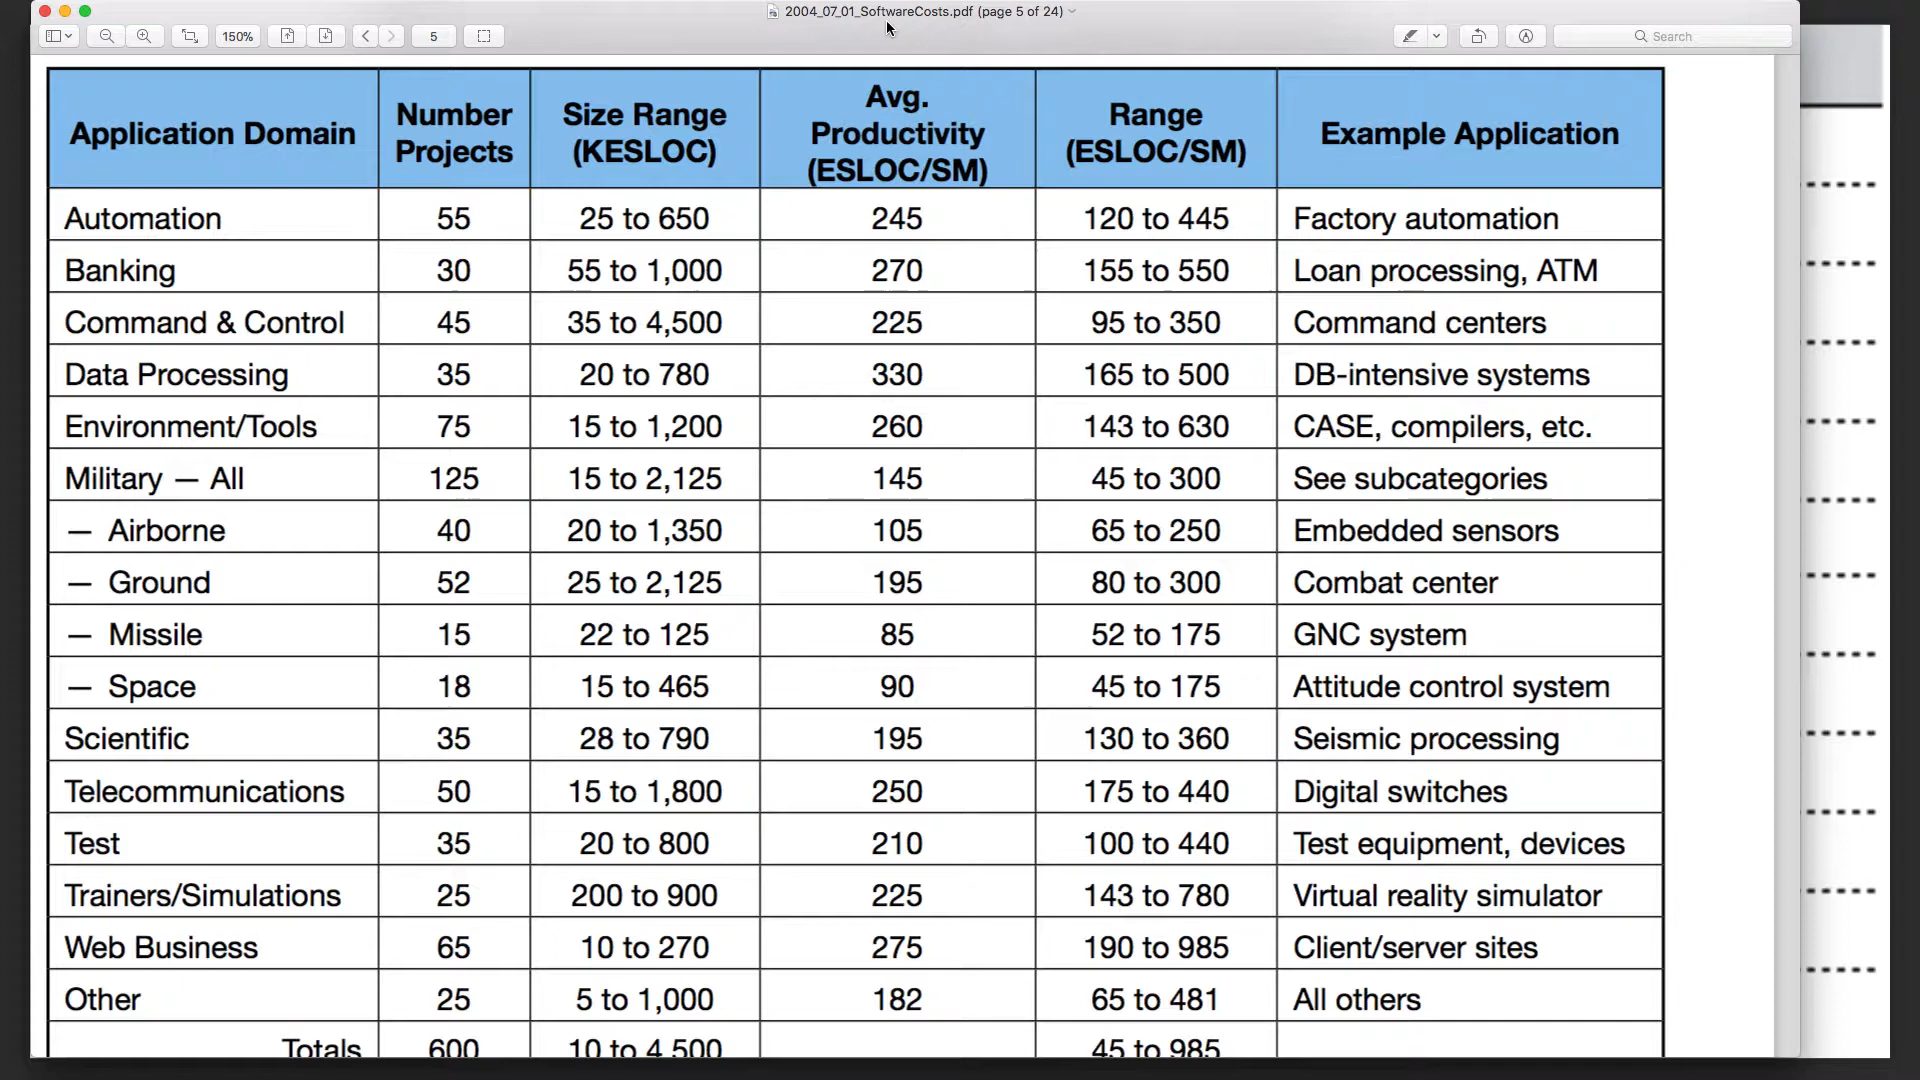 2004_07_01_SoftwareCosts.pdf (page 5 of 24)
150% 5 Search
Application Domain Number Projects Size Range (KESLOC) Avg. Productivity (ESLOC/SM) Range (ESLOC/SM) Example Application
Automation 55 25 to 650 245 120 to 445 Factory automation
Banking 30 55 to 1,000 270 155 to 550 Loan processing, ATM
Command & Control 45 35 to 4,500 225 95 to 350 Command centers
Data Processing 35 20 to 780 330 165 to 500 DB-intensive systems
Environment/Tools 75 15 to 1,200 260 143 to 630 CASE, compilers, etc.
Military — All 125 15 to 2,125 145 45 to 300 See subcategories
— Airborne 40 20 to 1,350 105 65 to 250 Embedded sensors
— Ground 52 25 to 2,125 195 80 to 300 Combat center
— Missile 15 22 to 125 85 52 to 175 GNC system
— Space 18 15 to 465 90 45 to 175 Attitude control system
Scientific 35 28 to 790 195 130 to 360 Seismic processing
Telecommunications 50 15 to 1,800 250 175 to 440 Digital switches
Test 35 20 to 800 210 100 to 440 Test equipment, devices
Trainers/Simulations 25 200 to 900 225 143 to 780 Virtual reality simulator
Web Business 65 10 to 270 275 190 to 985 Client/server sites
Other 25 5 to 1,000 182 65 to 481 All others
Totals 600 10 to 4,500 45 to 985